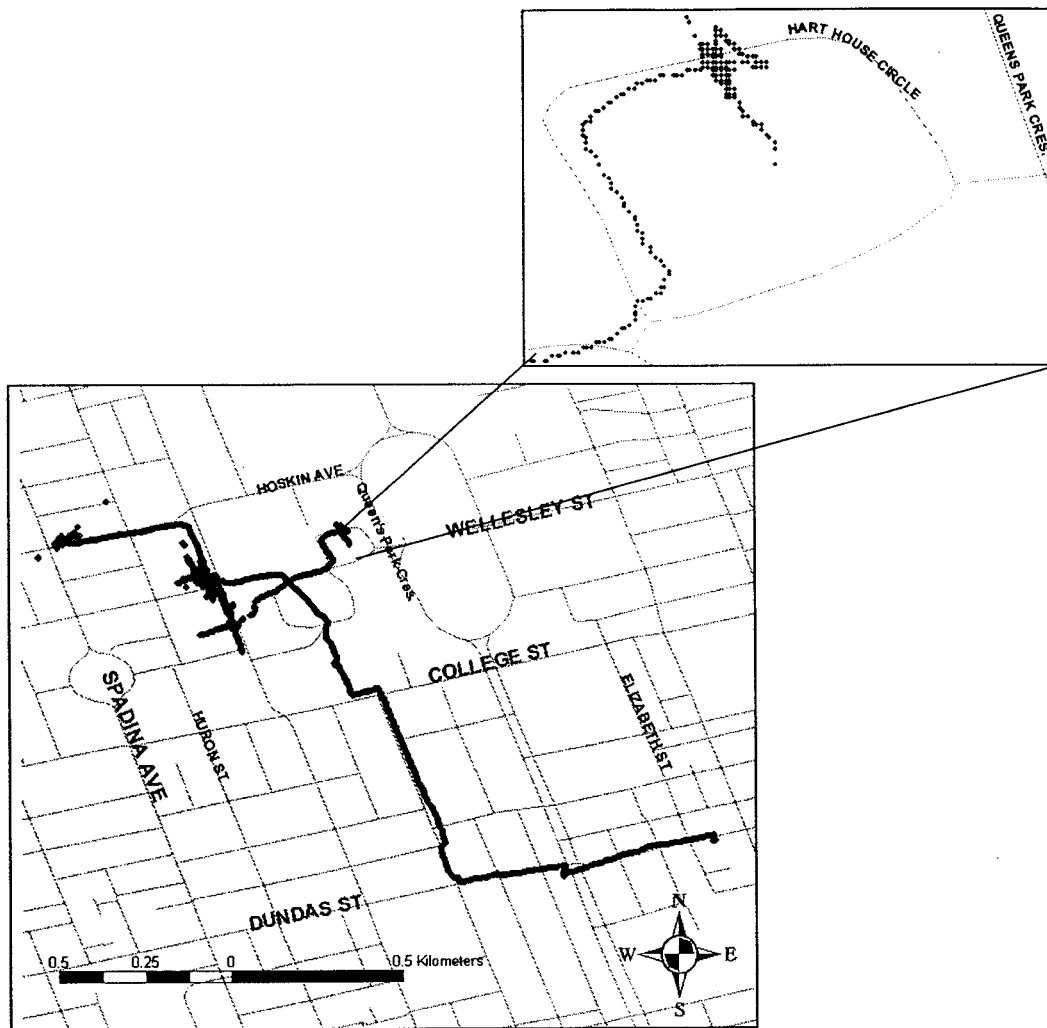 HART HOUSE CIRCLE
QUEENS PARK CRES.
HOSKIN AVE
Queen's Park Cres.
WELLESLEY ST
COLLEGE ST
SPADINA AVE
HURON ST
ELIZABETH ST
DUNDAS ST
N
W E
S
0.5 0.25 0 0.5 Kilometers